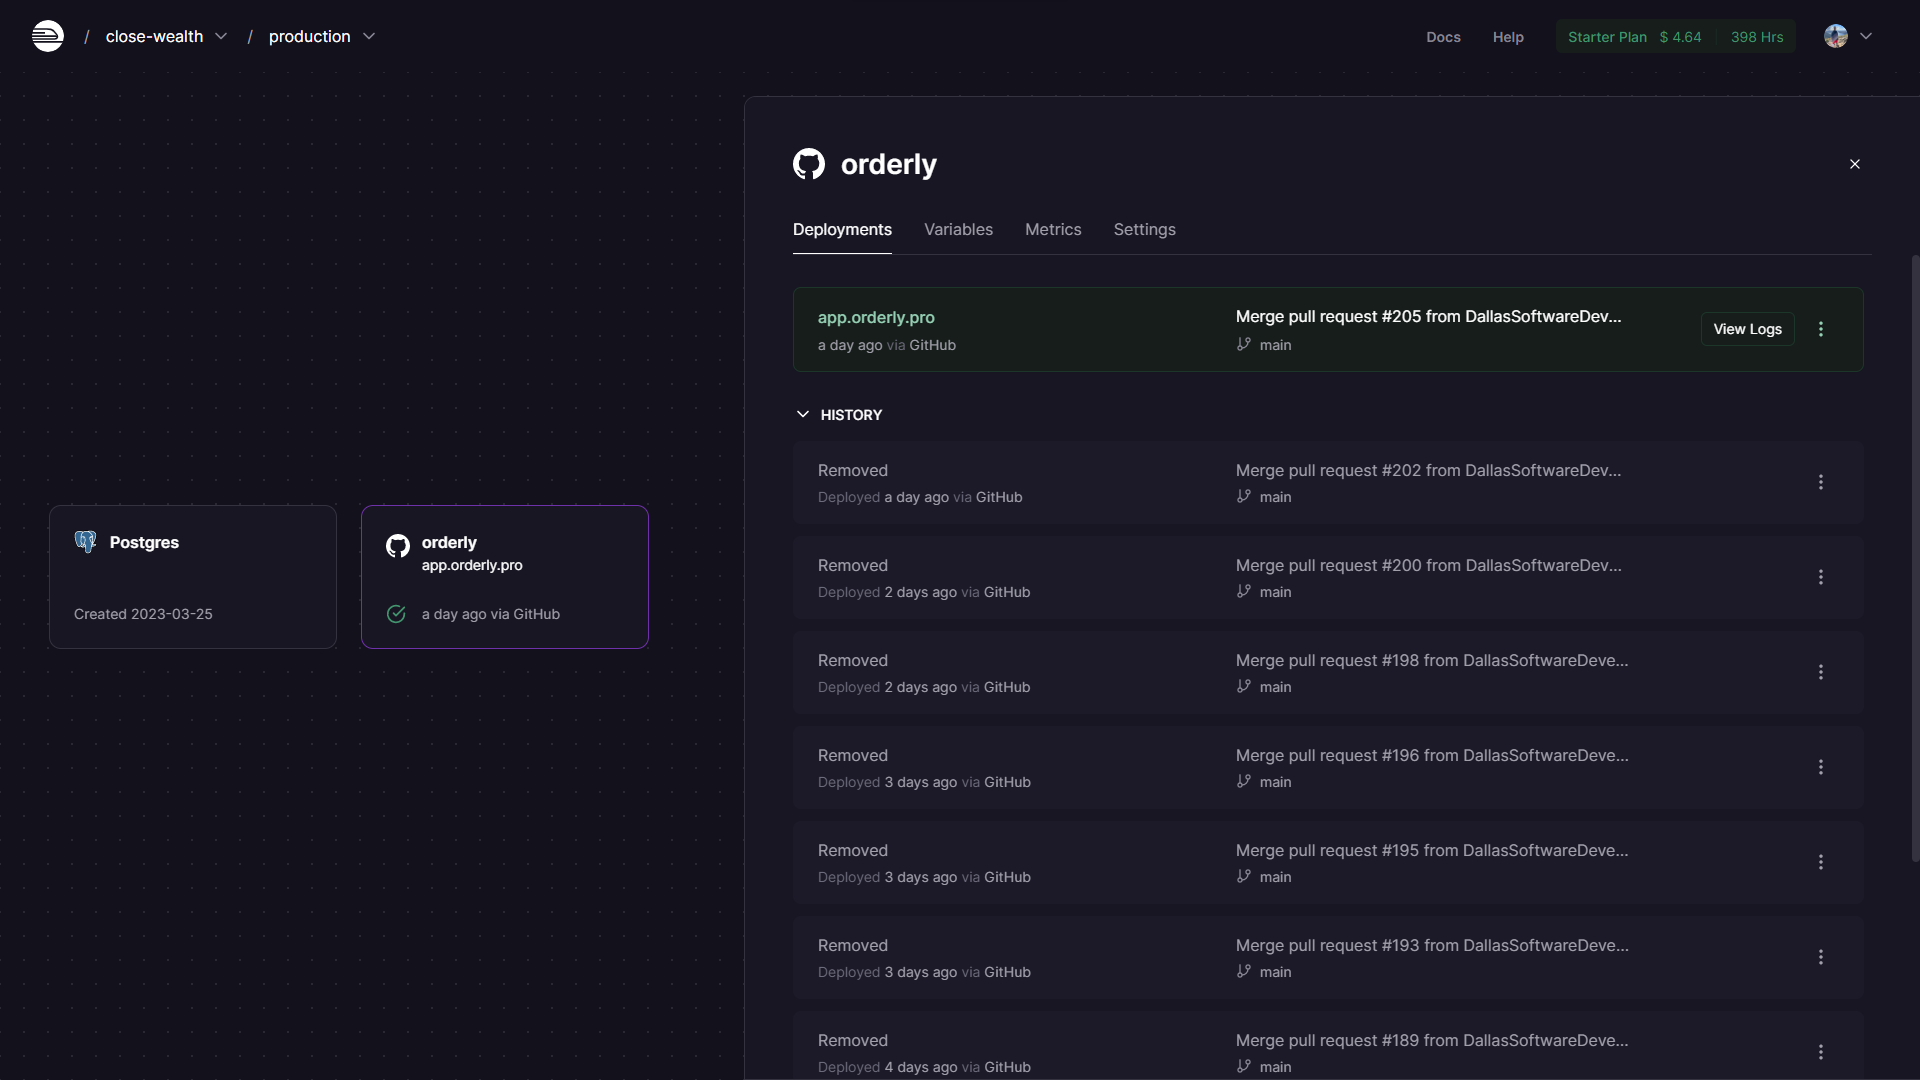 / close-wealth / production
Docs Help Starter Plan $ 4.64 398 Hrs
orderly
Deployments Variables Metrics Settings
app.orderly.pro
a day ago via GitHub
Merge pull request #205 from DallasSoftwareDev...
main
View Logs
HISTORY
Removed
Deployed a day ago via GitHub
Merge pull request #202 from DallasSoftwareDev...
main
Removed
Deployed 2 days ago via GitHub
Merge pull request #200 from DallasSoftwareDev...
main
Removed
Deployed 2 days ago via GitHub
Merge pull request #198 from DallasSoftwareDeve...
main
Removed
Deployed 3 days ago via GitHub
Merge pull request #196 from DallasSoftwareDeve...
main
Removed
Deployed 3 days ago via GitHub
Merge pull request #195 from DallasSoftwareDeve...
main
Removed
Deployed 3 days ago via GitHub
Merge pull request #193 from DallasSoftwareDeve...
main
Removed
Deployed 4 days ago via GitHub
Merge pull request #189 from DallasSoftwareDeve...
main
Postgres
Created 2023-03-25
orderly
app.orderly.pro
a day ago via GitHub